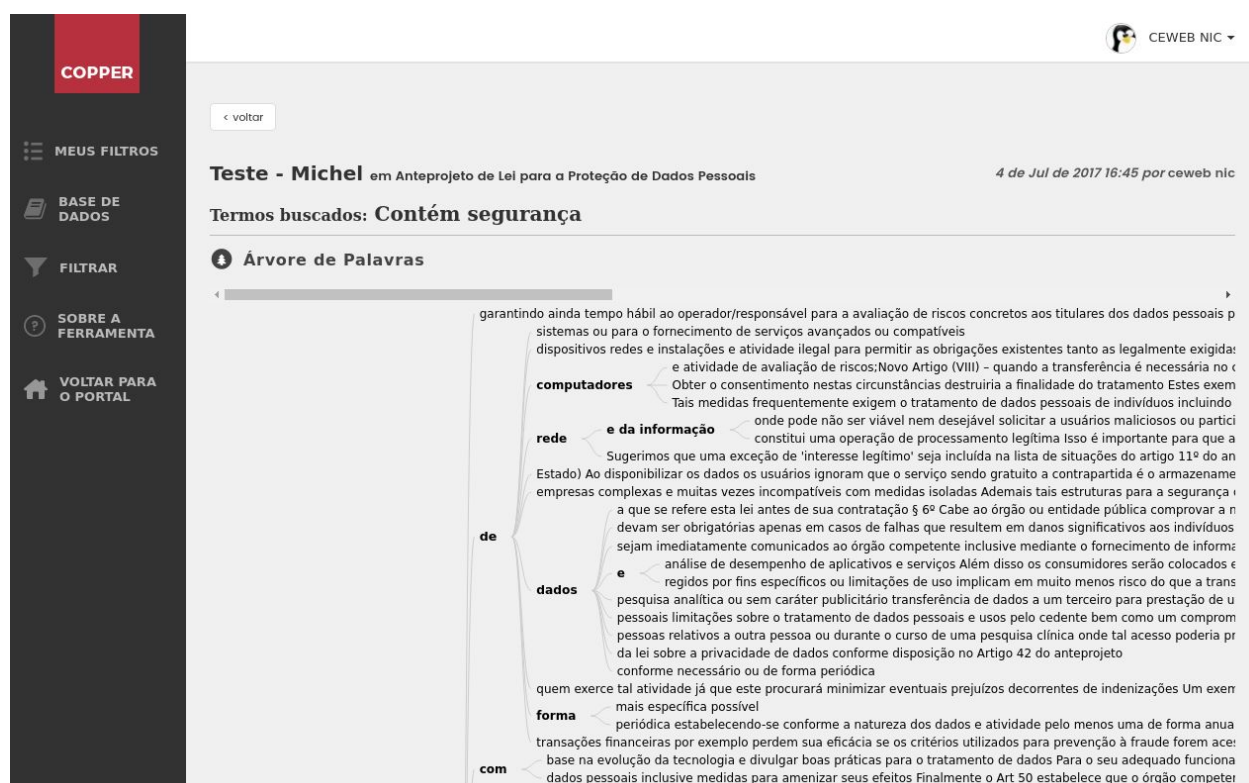 CEWEB NIC
COPPER
‹ voltar
MEUS FILTROS
BASE DE
DADOS
FILTRAR
SOBRE A
FERRAMENTA
VOLTAR PARA
O PORTAL
Teste - Michel em Anteprojeto de Lei para a Proteção de Dados Pessoais
4 de Jul de 2017 16:45 por ceweb nic
Termos buscados: Contém segurança
Árvore de Palavras
garantindo ainda tempo hábil ao operador/responsável para a avaliação de riscos concretos aos titulares dos dados pessoais p
sistemas ou para o fornecimento de serviços avançados ou compatíveis
dispositivos redes e instalações e atividade ilegal para permitir as obrigações existentes tanto as legalmente exigidas
e atividade de avaliação de riscos;Novo Artigo (VIII) – quando a transferência é necessária no
computadores
Obter o consentimento nestas circunstâncias destruiria a finalidade do tratamento Estes exem
Tais medidas frequentemente exigem o tratamento de dados pessoais de indivíduos incluindo
onde pode não ser viável nem desejável solicitar a usuários maliciosos ou partici
rede
e da informação
constitui uma operação de processamento legítima Isso é importante para que a
Sugerimos que uma exceção de 'interesse legítimo' seja incluída na lista de situações do artigo 11º do an
Estado) Ao disponibilizar os dados os usuários ignoram que o serviço sendo gratuito a contrapartida é o armazename
empresas complexas e muitas vezes incompatíveis com medidas isoladas Ademais tais estruturas para a segurança
a que se refere esta lei antes de sua contratação § 6º Cabe ao órgão ou entidade pública comprovar a
devam ser obrigatórias apenas em casos de falhas que resultem em danos significativos aos indivíduos
de
sejam imediatamente comunicados ao órgão competente inclusive mediante o fornecimento de informa
análise de desempenho de aplicativos e serviços Além disso os consumidores serão colocados e
e
regidos por fins específicos ou limitações de uso implicam em muito menos risco do que a trans
dados
pesquisa analítica ou sem caráter publicitário transferência de dados a um terceiro para prestação de u
pessoais limitações sobre o tratamento de dados pessoais e usos pelo cedente bem como um comprom
pessoas relativos a outra pessoa ou durante o curso de uma pesquisa clínica onde tal acesso poderia pr
da lei sobre a privacidade de dados conforme disposição no Artigo 42 do anteprojeto
conforme necessário ou de forma periódica
quem exerce tal atividade já que este procurará minimizar eventuais prejuízos decorrentes de indenizações Um exem
mais específica possível
forma
periódica estabelecendo-se conforme a natureza dos dados e atividade pelo menos uma de forma anua
transações financeiras por exemplo perdem sua eficácia se os critérios utilizados para prevenção à fraude forem aces
base na evolução da tecnologia e divulgar boas práticas para o tratamento de dados Para o seu adequado funciona
com
dados pessoais inclusive medidas para amenizar seus efeitos Finalmente o Art 50 estabelece que o órgão competen